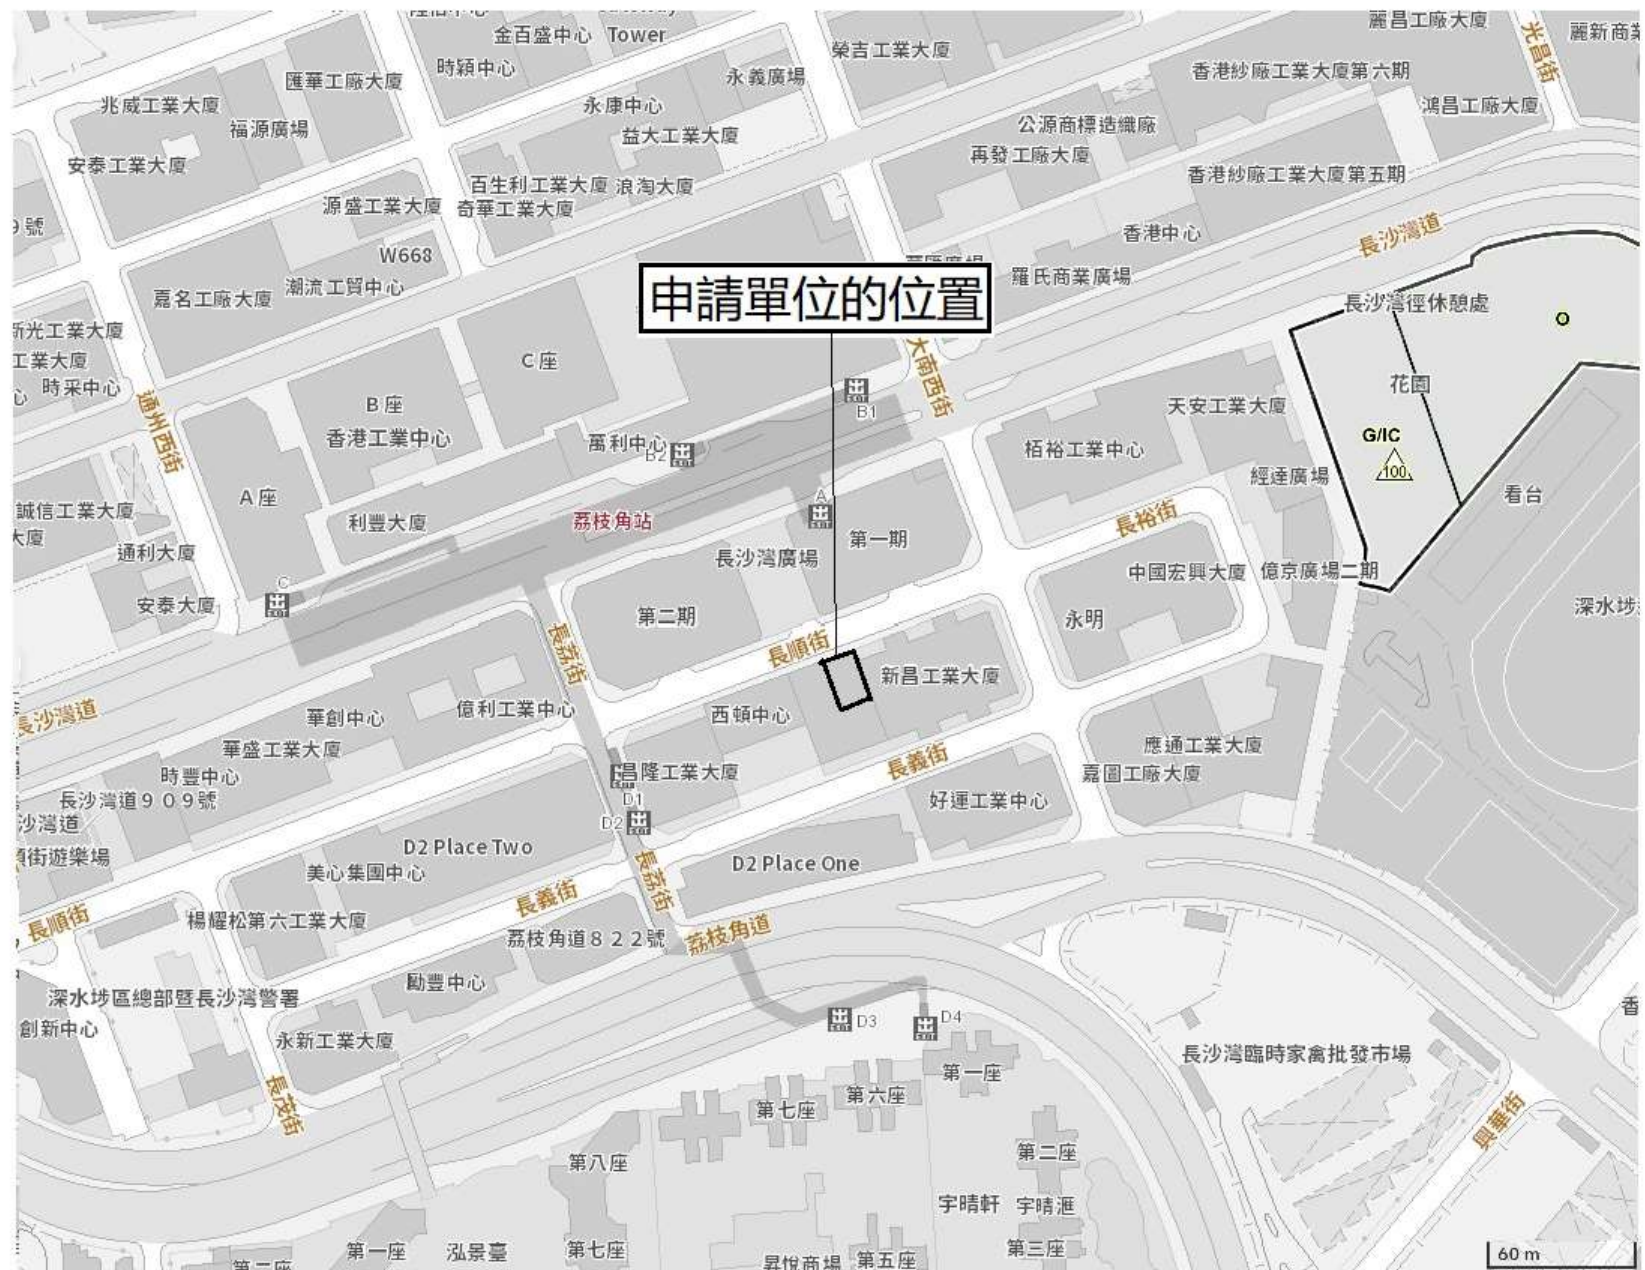 金百盛中心
Tower
麗昌工廠大廈
光昌街
榮吉工業大廈
時穎中心
匯華工廠大廈
永義廣場
香港紗廠工業大廈第六期
兆威工業大廈
永康中心
鴻昌工廠大廈
福源廣場
益大工業大廈
公源商標造織廠
再發工廠大廈
安泰工業大廈
百生利工業大廈
浪淘大廈
香港紗廠工業大廈第五期
源盛工業大廈
奇華工業大廈
香港中心
長沙灣道
W668
羅氏商業廣場
嘉名工廠大廈
潮流工貿中心
申請單位的位置
長沙灣徑休憩處
O
新光工業大廈
工業大廈
大南西街
C座
時采中心
花園
通州西街
B座
B1
天安工業大廈
香港工業中心
萬利中心
B2
G/IC
栢裕工業中心
100
經達廣場
A座
A
看台
誠信工業大廈
利豐大廈
荔枝角站
長裕街
大廈
第一期
通利大廈
長沙灣廣場
中國宏興大廈
億京廣場二期
C
安泰大廈
第二期
永明
深水埗
長荔街
長順街
新昌工業大廈
長沙灣道
華創中心
億利工業中心
西頓中心
華盛工業大廈
應通工業大廈
時豐中心
昌隆工業大廈
長義街
嘉圖工廠大廈
長沙灣道909號
D1
好運工業中心
沙灣道
D2
D2 Place Two
D2 Place One
街遊樂場
美心集團中心
長荔街
長義街
長順街
楊耀松第六工業大廈
荔枝角道822號
荔枝角道
勵豐中心
深水埗區總部暨長沙灣警署
創新中心
D3
D4
香
永新工業大廈
長沙灣臨時家禽批發市場
第一座
長茂街
第七座
第六座
興華街
第八座
第二座
宇晴軒
宇晴滙
第一座
泓景臺
第七座
第三座
昇悅商場
第五座
第二座
60 m